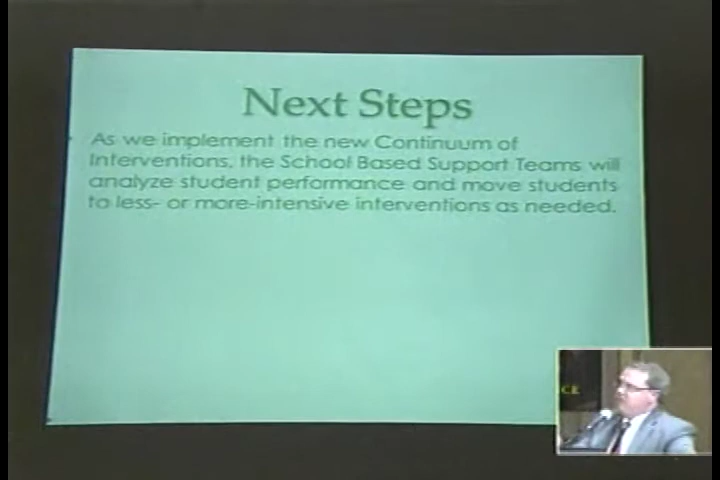 Next Steps
As we implement the new Continuum of
Interventions, the School Based Support Teams will
analyze student performance and move students
to less- or more-intensive interventions as needed.
CE